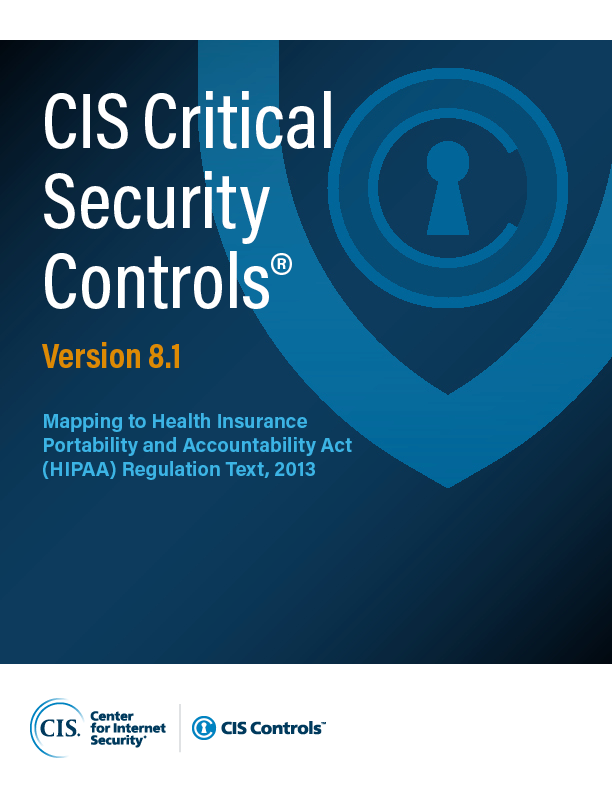 CIS Critical
Security
Controls®
Version 8.1
Mapping to Health Insurance
Portability and Accountability Act
(HIPAA) Regulation Text, 2013
CIS.
Center
for Internet
Security®
CIS Controls™